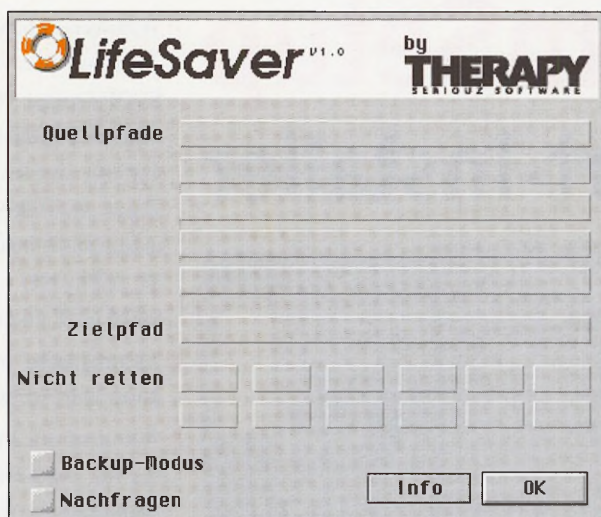 LifeSaver V1.0
by
THERAPY
SERIOUZ SOFTWARE
Quellpfade
Zielpfad
Nicht retten
Backup-Modus
Nachfragen
Info
OK